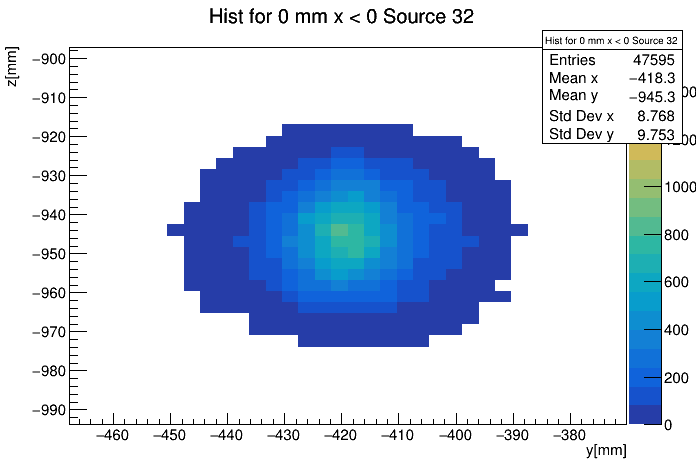 Hist for 0 mm x < 0 Source 32
Hist for 0 mm x < 0 Source 32
Entries 47595
Mean x −418.3
Mean y −945.3
Std Dev x 8.768
Std Dev y 9.753
z[mm]
−900
−910
−920
−930
−940
−950
−960
−970
−980
−990
−460
−450
−440
−430
−420
−410
−400
−390
−380
y[mm]
1000
800
600
400
200
0